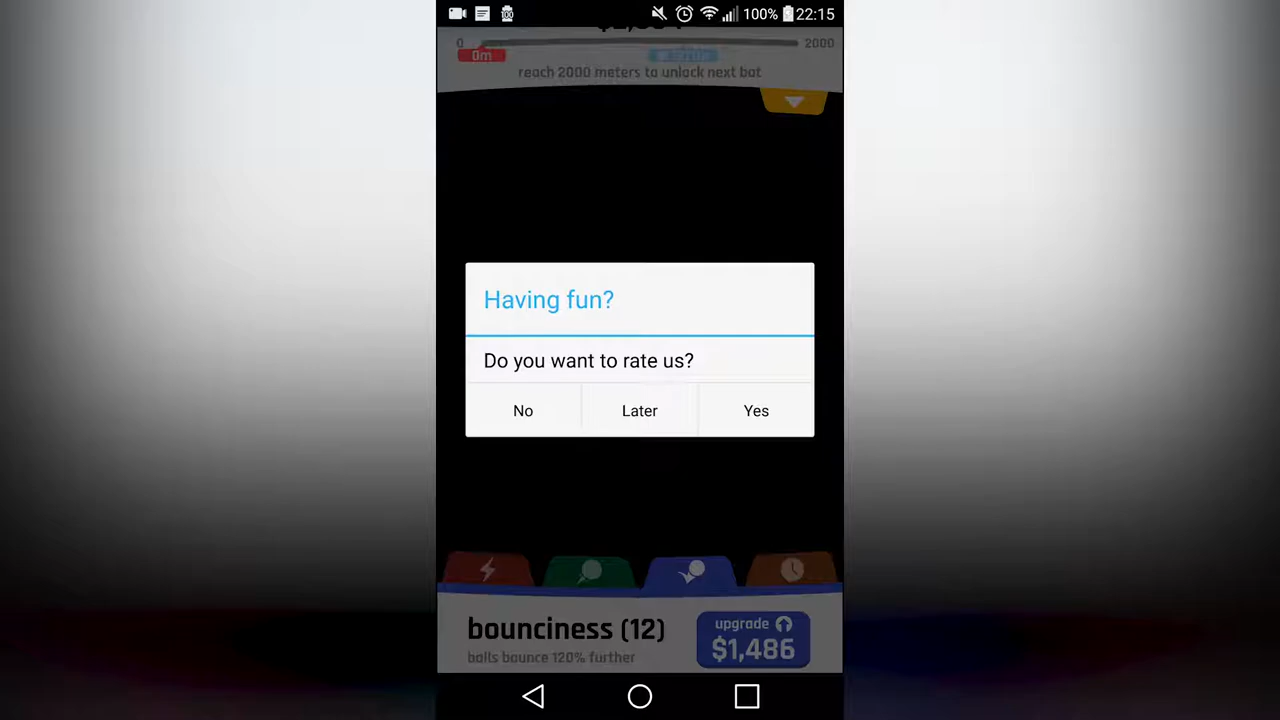 100% 22:15
0 2000
0m
reach 2000 meters to unlock next bot
Having fun?
Do you want to rate us?
No Later Yes
bounciness (12)
balls bounce 120% further
upgrade
$1,486